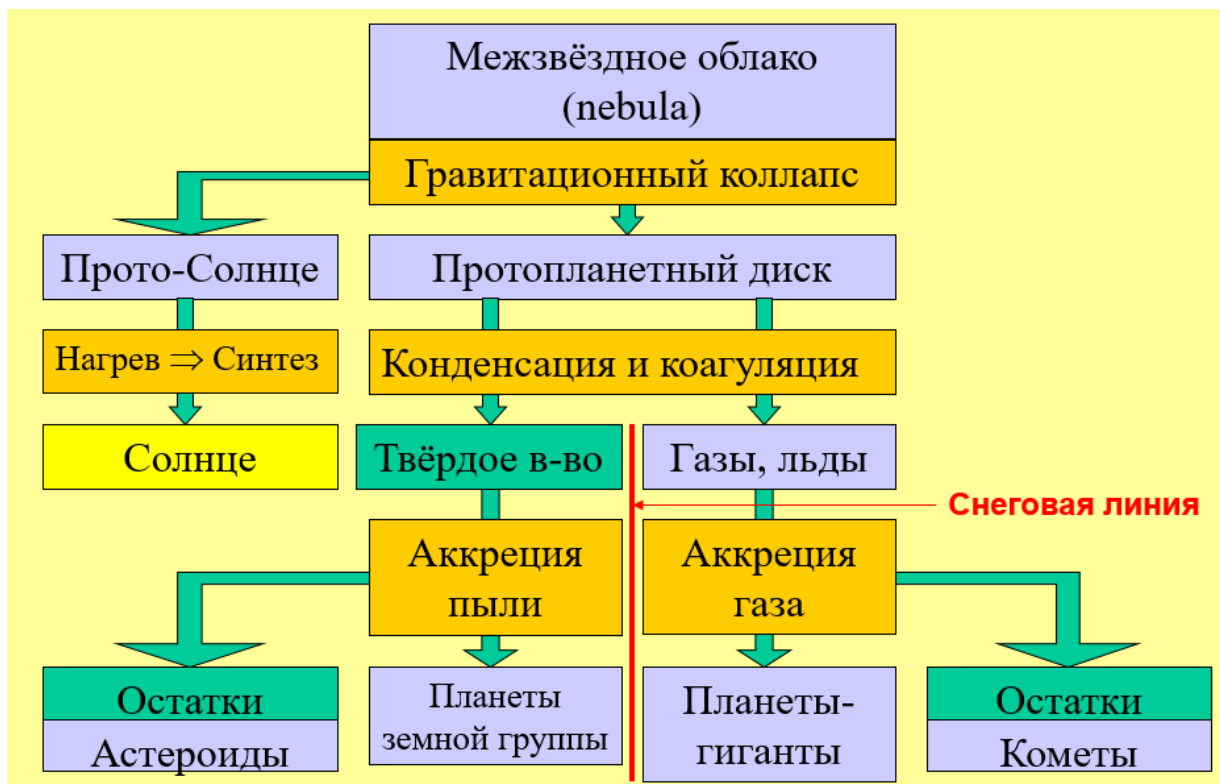 Межзвёздное облако
(nebula)
Гравитационный коллапс
Прото-Солнце
Протопланетный диск
Нагрев ⇒ Синтез
Конденсация и коагуляция
Солнце
Твёрдое в-во
Газы, льды
Снеговая линия
Аккреция
пыли
Аккреция
газа
Остатки
Астероиды
Планеты
земной группы
Планеты-
гиганты
Остатки
Кометы